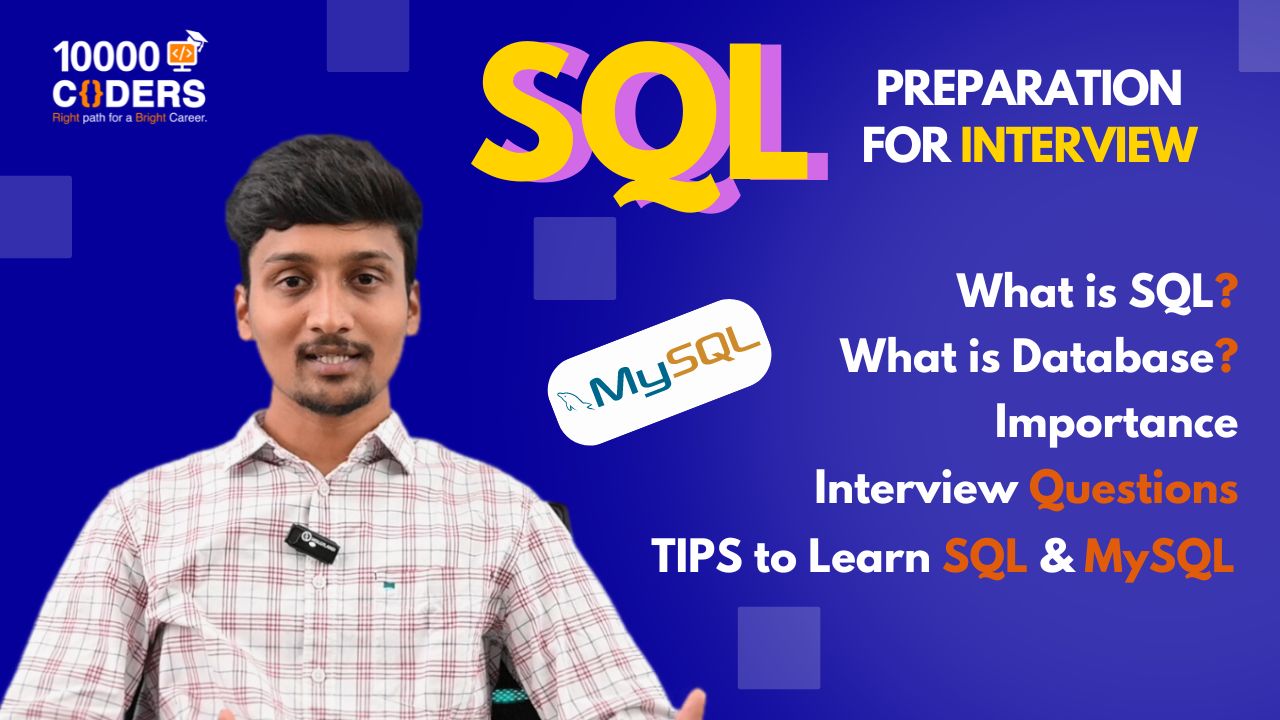 10000
CODERS
Right path for a Bright Career.
SQL
PREPARATION
FOR INTERVIEW
MySQL
What is SQL?
What is Database?
Importance
Interview Questions
TIPS to Learn SQL & MySQL